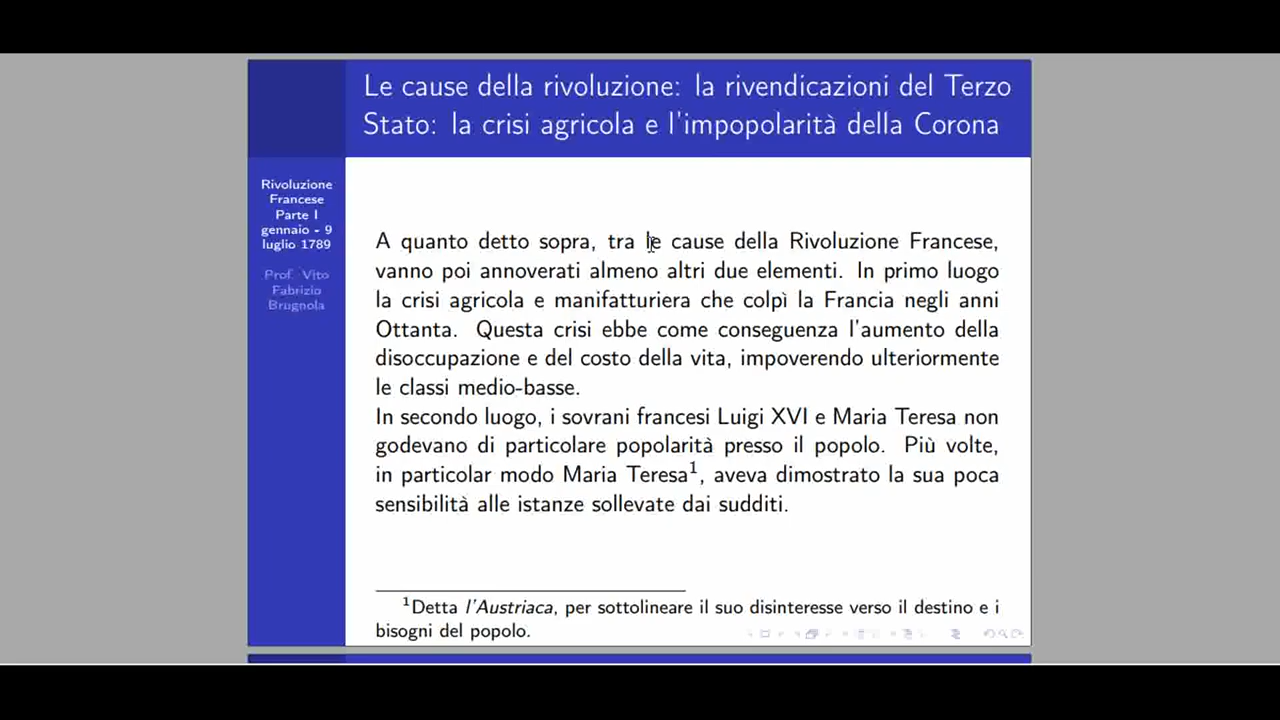 Le cause della rivoluzione: la rivendicazioni del Terzo
Stato: la crisi agricola e l'impopolarità della Corona
Rivoluzione
Francese
Parte I
gennaio - 9
luglio 1789
Prof. Vito
Fabrizio
Brugnola
A quanto detto sopra, tra le cause della Rivoluzione Francese,
vanno poi annoverati almeno altri due elementi. In primo luogo
la crisi agricola e manifatturiera che colpì la Francia negli anni
Ottanta. Questa crisi ebbe come conseguenza l'aumento della
disoccupazione e del costo della vita, impoverendo ulteriormente
le classi medio-basse.
In secondo luogo, i sovrani francesi Luigi XVI e Maria Teresa non
godevano di particolare popolarità presso il popolo. Più volte,
in particolar modo Maria Teresa¹, aveva dimostrato la sua poca
sensibilità alle istanze sollevate dai sudditi.
¹Detta l'Austriaca, per sottolineare il suo disinteresse verso il destino e i
bisogni del popolo.